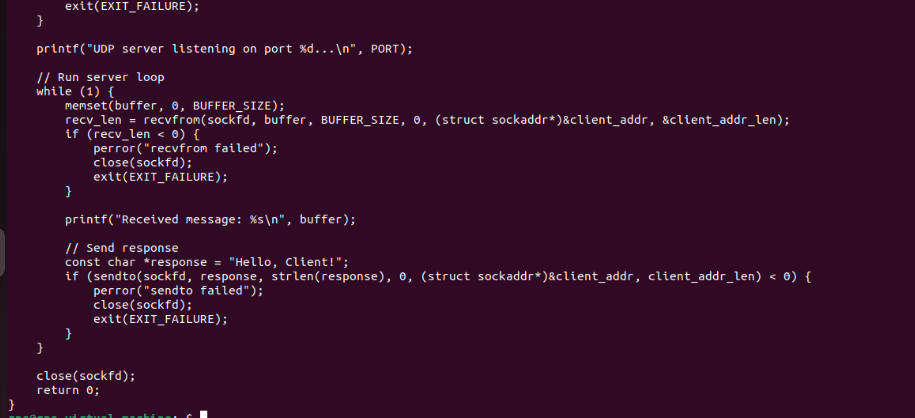 exit(EXIT_FAILURE);
    }

    printf("UDP server listening on port %d...\n", PORT);

    // Run server loop
    while (1) {
        memset(buffer, 0, BUFFER_SIZE);
        recv_len = recvfrom(sockfd, buffer, BUFFER_SIZE, 0, (struct sockaddr*)&client_addr, &client_addr_len);
        if (recv_len < 0) {
            perror("recvfrom failed");
            close(sockfd);
            exit(EXIT_FAILURE);
        }

        printf("Received message: %s\n", buffer);

        // Send response
        const char *response = "Hello, Client!";
        if (sendto(sockfd, response, strlen(response), 0, (struct sockaddr*)&client_addr, client_addr_len) < 0) {
            perror("sendto failed");
            close(sockfd);
            exit(EXIT_FAILURE);
        }
    }

    close(sockfd);
    return 0;
}